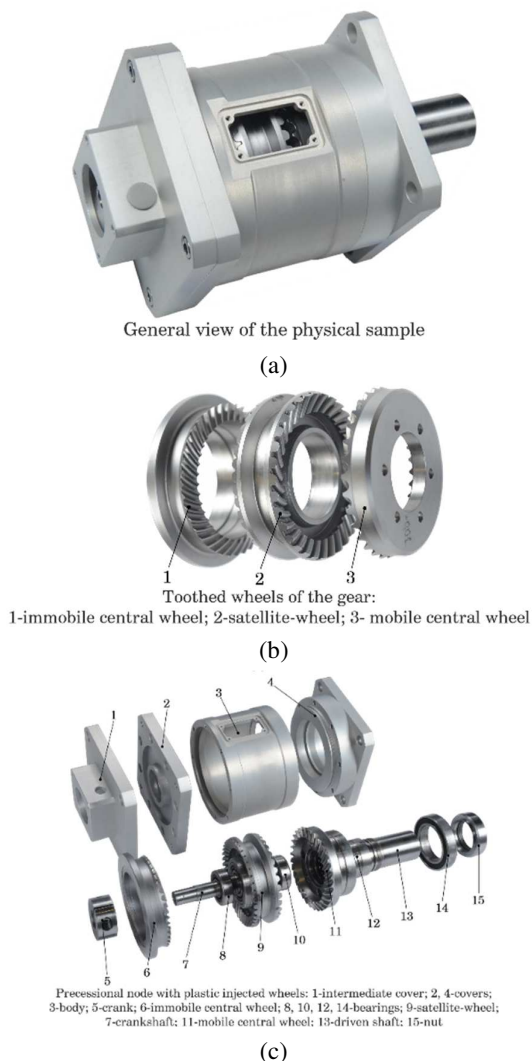 General view of the physical sample
(a)
1
2
3
Toothed wheels of the gear:
1-immobile central wheel; 2-satellite-wheel; 3- mobile central wheel
(b)
1
2
3
4
5
6
7
8
9
10
11
12
13
14
15
Precessional node with plastic injected wheels: 1-intermediate cover; 2, 4-covers;
3-body; 5-crank; 6-immobile central wheel; 8, 10, 12, 14-bearings; 9-satellite-wheel;
7-crankshaft; 11-mobile central wheel; 13-driven shaft; 15-nut
(c)